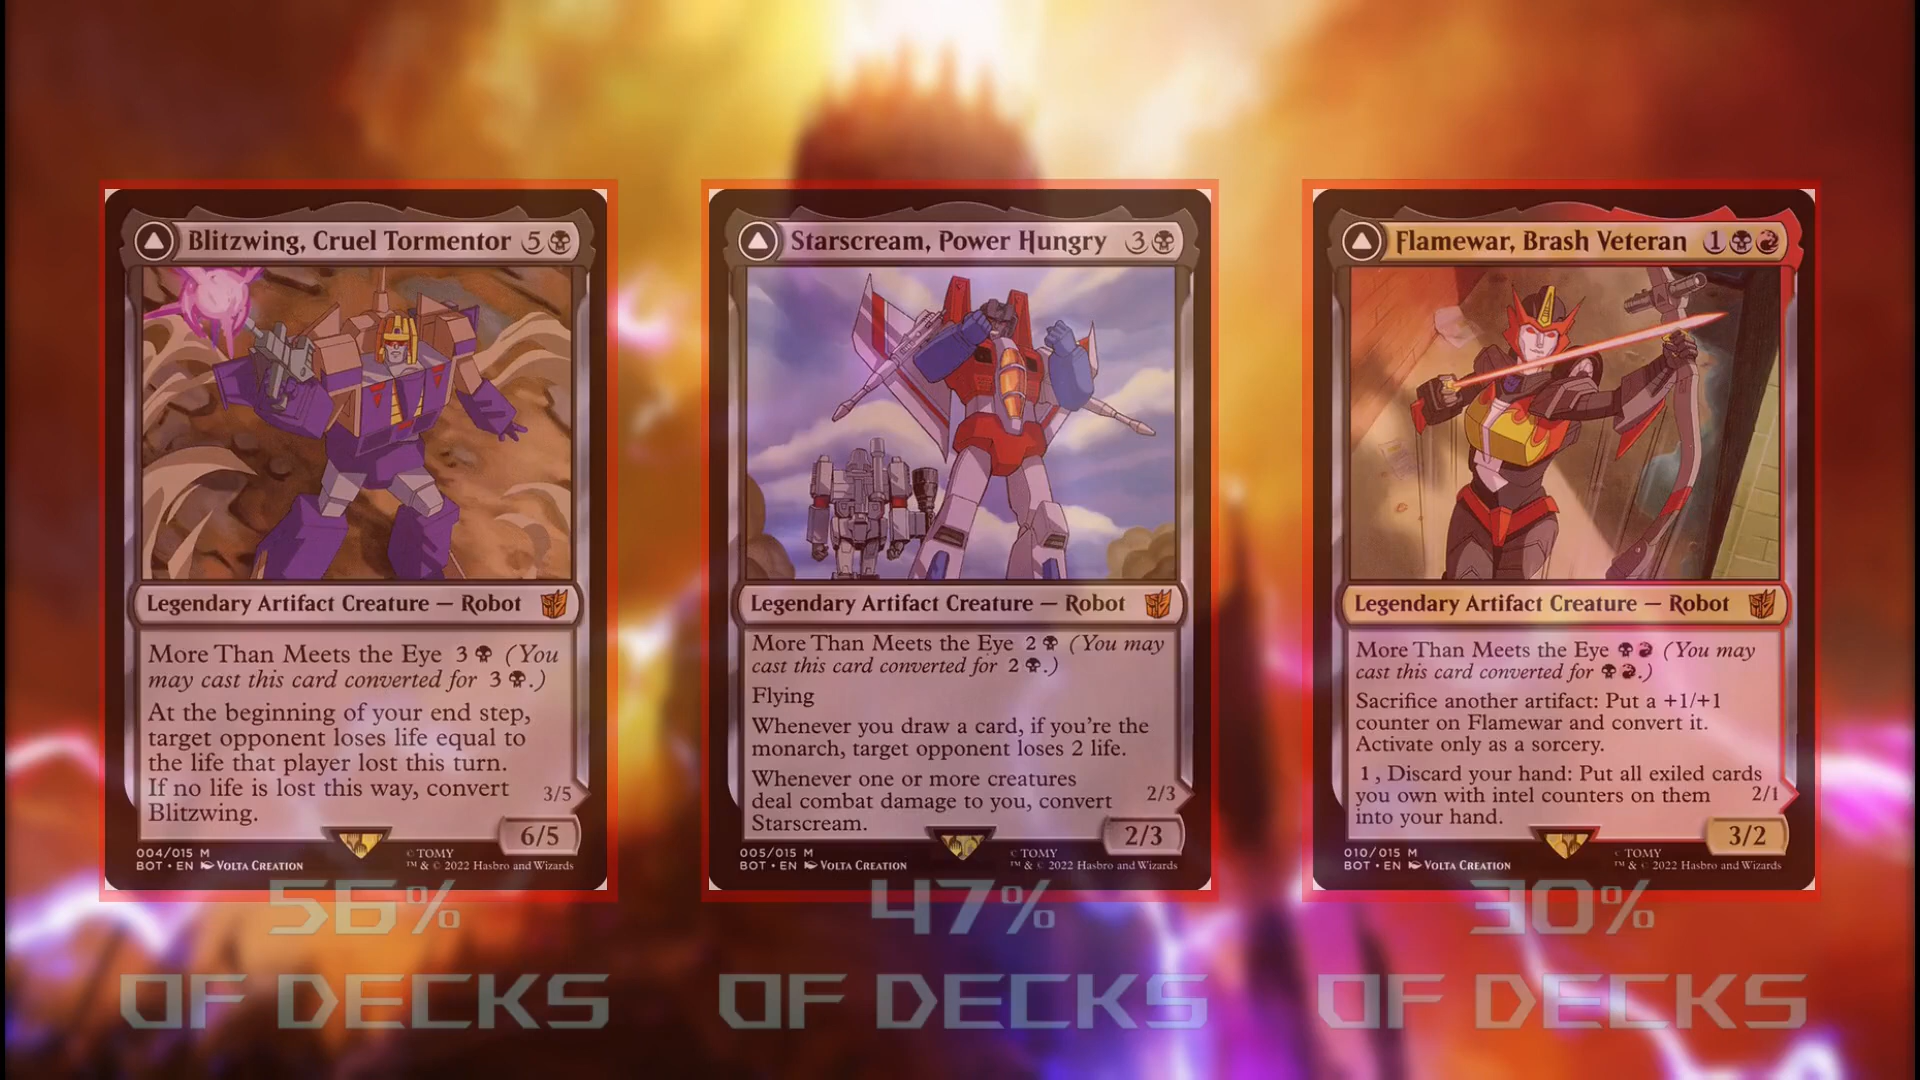 Blitzwing, Cruel Tormentor 5
Legendary Artifact Creature — Robot
More Than Meets the Eye 3 (You
may cast this card converted for 3 .)
At the beginning of your end step,
target opponent loses life equal to
the life that player lost this turn.
If no life is lost this way, convert
Blitzwing.
3/5
6/5
004/015 M
BOT • EN Volta Creation
© TOMY
™ & © 2022 Hasbro and Wizards
56%
OF DECKS
Starscream, Power Hungry 3
Legendary Artifact Creature — Robot
More Than Meets the Eye 2 (You may
cast this card converted for 2 .)
Flying
Whenever you draw a card, if you're the
monarch, target opponent loses 2 life.
Whenever one or more creatures
deal combat damage to you, convert
Starscream.
2/3
2/3
005/015 M
BOT • EN Volta Creation
© TOMY
™ & © 2022 Hasbro and Wizards
47%
OF DECKS
Flamewar, Brash Veteran 1
Legendary Artifact Creature — Robot
More Than Meets the Eye (You may
cast this card converted for .)
Sacrifice another artifact: Put a +1/+1
counter on Flamewar and convert it.
Activate only as a sorcery.
1, Discard your hand: Put all exiled cards
you own with intel counters on them
into your hand.
2/1
3/2
010/015 M
BOT • EN Volta Creation
© TOMY
™ & © 2022 Hasbro and Wizards
30%
OF DECKS